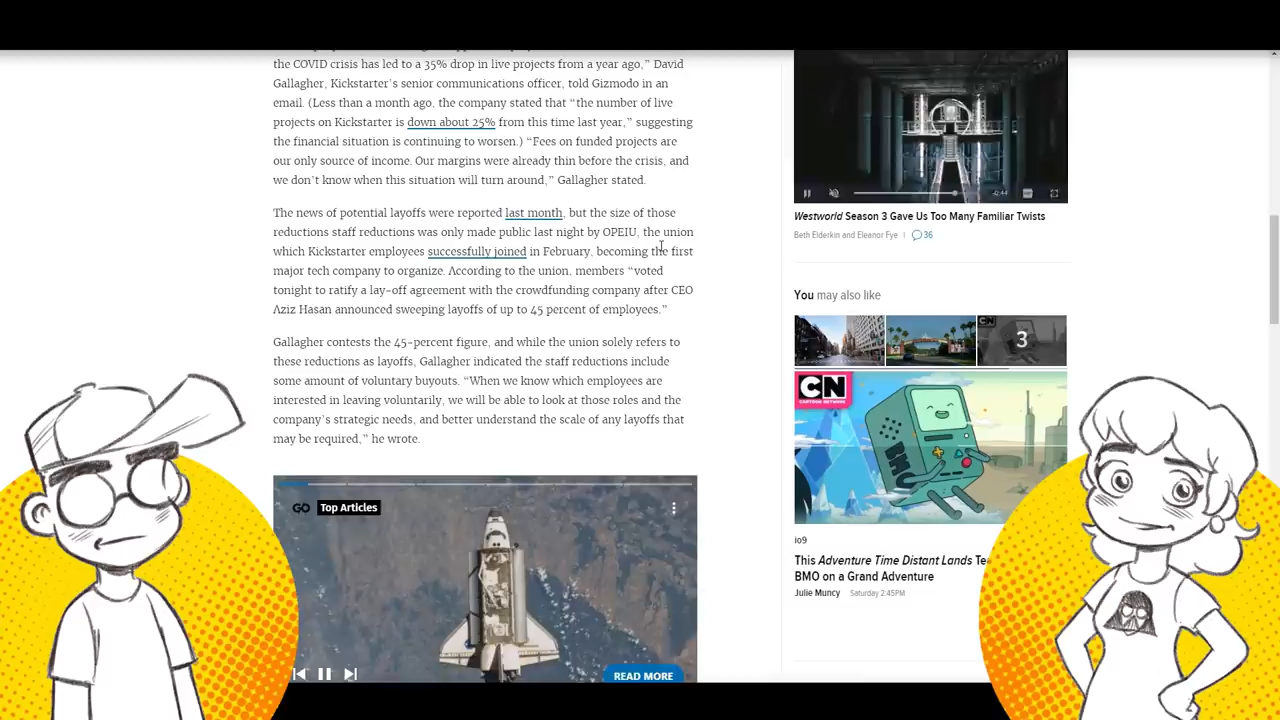 the COVID crisis has led to a 35% drop in live projects from a year ago,” David
Gallagher, Kickstarter’s senior communications officer, told Gizmodo in an
email. (Less than a month ago, the company stated that “the number of live
projects on Kickstarter is down about 25% from this time last year,” suggesting
the financial situation is continuing to worsen.) “Fees on funded projects are
our only source of income. Our margins were already thin before the crisis, and
we don’t know when this situation will turn around,” Gallagher stated.
The news of potential layoffs were reported last month, but the size of those
reductions staff reductions was only made public last night by OPEIU, the union
which Kickstarter employees successfully joined in February, becoming the first
major tech company to organize. According to the union, members “voted
tonight to ratify a lay-off agreement with the crowdfunding company after CEO
Aziz Hasan announced sweeping layoffs of up to 45 percent of employees.”
Gallagher contests the 45-percent figure, and while the union solely refers to
these reductions as layoffs, Gallagher indicated the staff reductions include
some amount of voluntary buyouts. “When we know which employees are
interested in leaving voluntarily, we will be able to look at those roles and the
company’s strategic needs, and better understand the scale of any layoffs that
may be required,” he wrote.
GO Top Articles
READ MORE
-0:44
Westworld Season 3 Gave Us Too Many Familiar Twists
Beth Elderkin and Eleanor Fye | 36
You may also like
CN
3
CN
CARTOON NETWORK
BMO
io9
This Adventure Time Distant Lands Te
BMO on a Grand Adventure
Julie Muncy Saturday 2:45PM